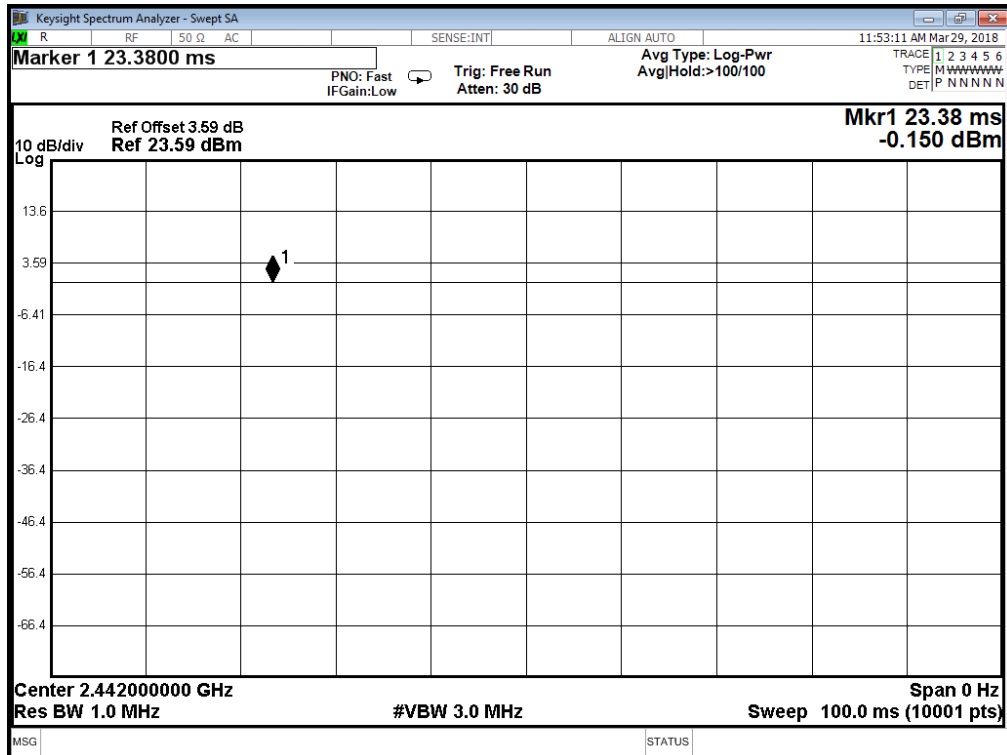 Keysight Spectrum Analyzer - Swept SA
LXI R RF 50 Ω AC SENSE:INT ALIGN AUTO 11:53:11 AM Mar 29, 2018
Marker 1 23.3800 ms
PNO: Fast
IFGain:Low
Trig: Free Run
Atten: 30 dB
Avg Type: Log-Pwr
Avg|Hold:>100/100
TRACE 1 2 3 4 5 6
TYPE M W W W W W
DET P N N N N N
Mkr1 23.38 ms
-0.150 dBm
Ref Offset 3.59 dB
10 dB/div Ref 23.59 dBm
Log
13.6
1
3.59
-6.41
-16.4
-26.4
-36.4
-46.4
-56.4
-66.4
Center 2.442000000 GHz Span 0 Hz
Res BW 1.0 MHz #VBW 3.0 MHz Sweep 100.0 ms (10001 pts)
MSG STATUS